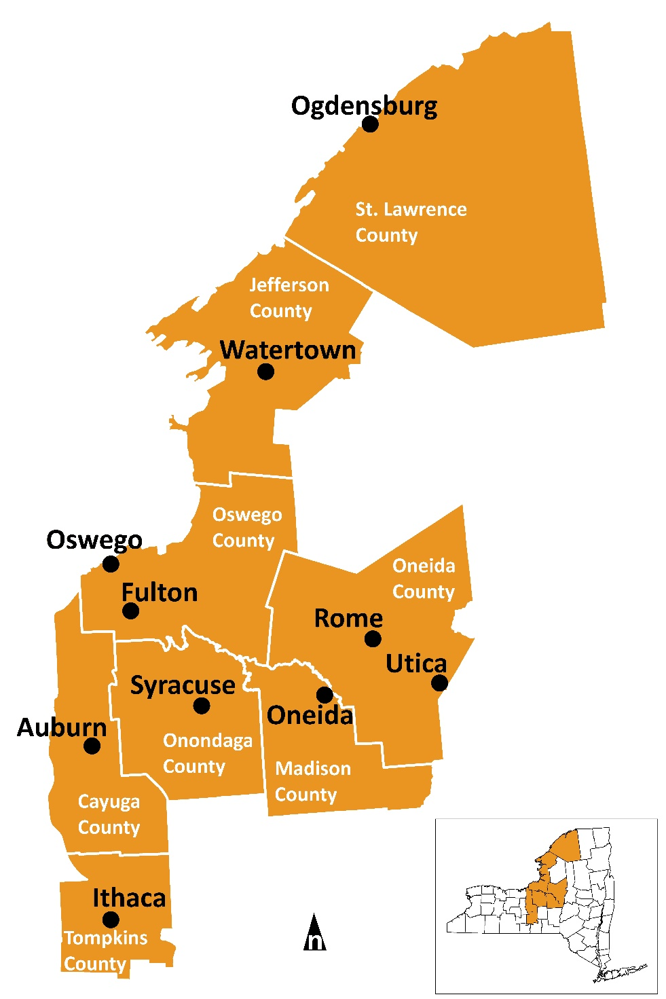 Ogdensburg
St. Lawrence
County
Jefferson
County
Watertown
Oswego
County
Oswego
Oneida
County
Fulton
Rome
Utica
Syracuse
Oneida
Auburn
Onondaga
County
Madison
County
Cayuga
County
Ithaca
Tompkins
County
n